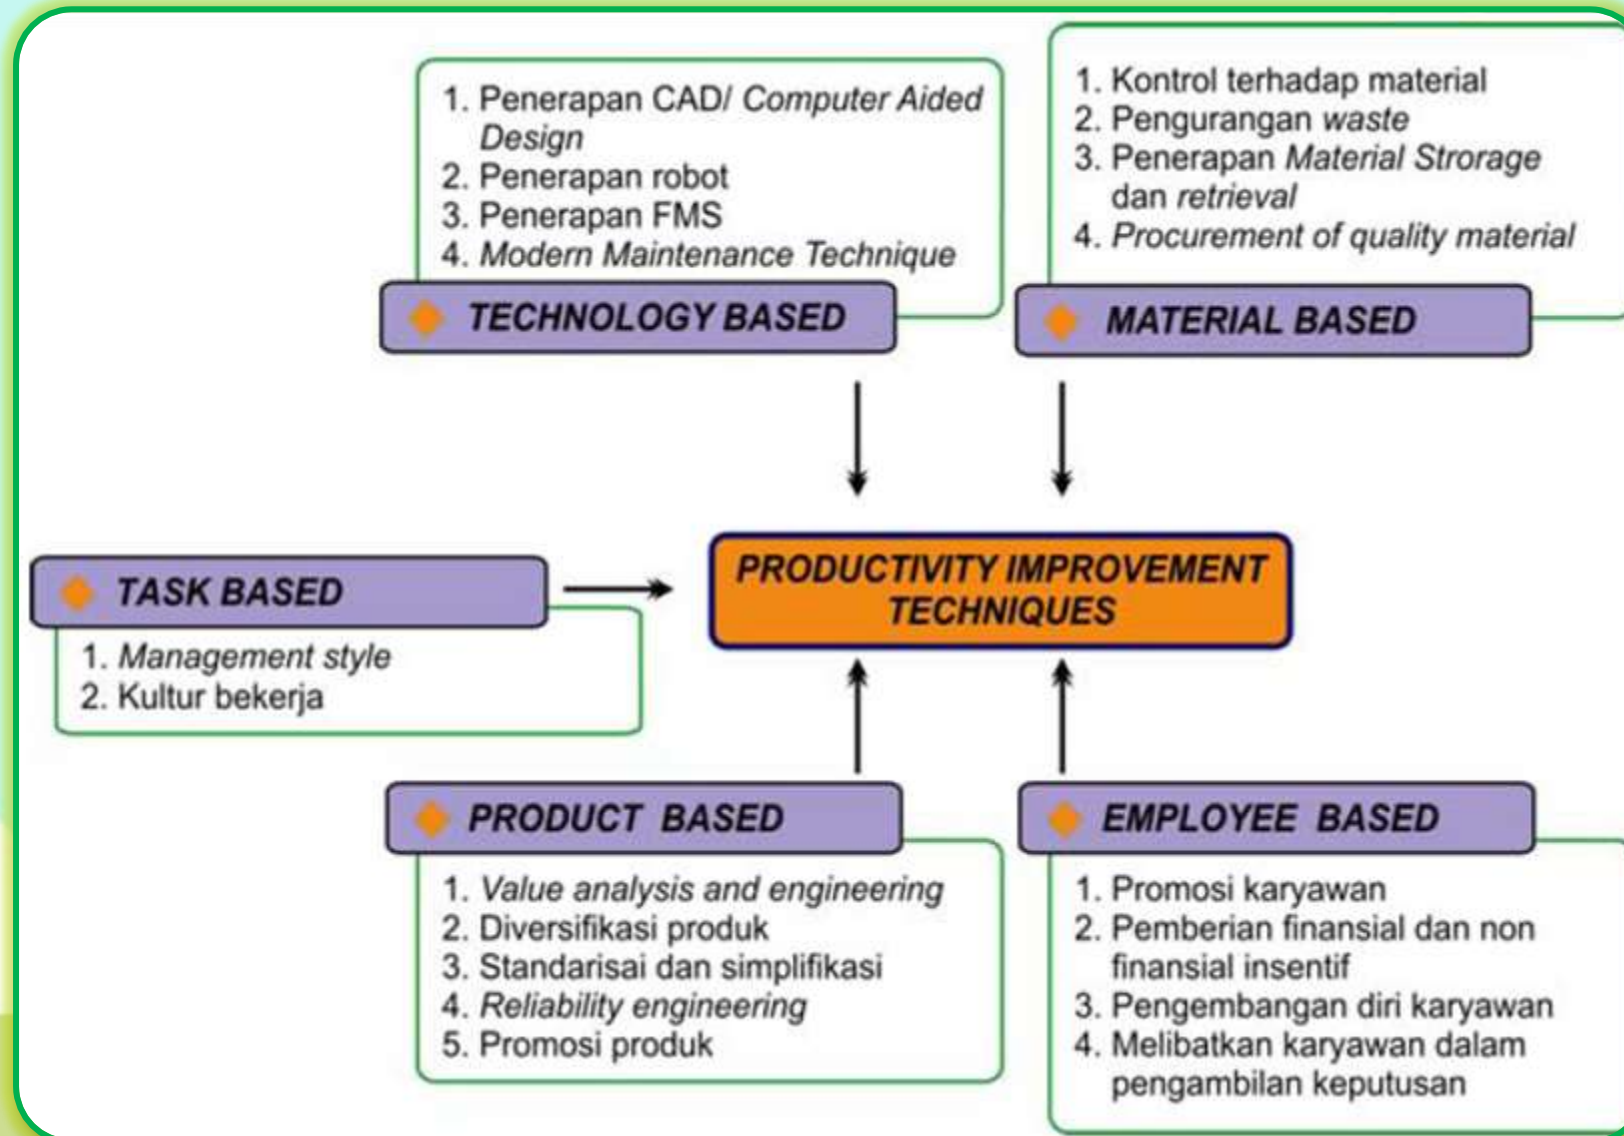 1. Penerapan CAD/ Computer Aided
Design
2. Penerapan robot
3. Penerapan FMS
4. Modern Maintenance Technique
TECHNOLOGY BASED
1. Kontrol terhadap material
2. Pengurangan waste
3. Penerapan Material Strorage
dan retrieval
4. Procurement of quality material
MATERIAL BASED
TASK BASED
1. Management style
2. Kultur bekerja
PRODUCTIVITY IMPROVEMENT
TECHNIQUES
PRODUCT BASED
1. Value analysis and engineering
2. Diversifikasi produk
3. Standarisai dan simplifikasi
4. Reliability engineering
5. Promosi produk
EMPLOYEE BASED
1. Promosi karyawan
2. Pemberian finansial dan non
finansial insentif
3. Pengembangan diri karyawan
4. Melibatkan karyawan dalam
pengambilan keputusan